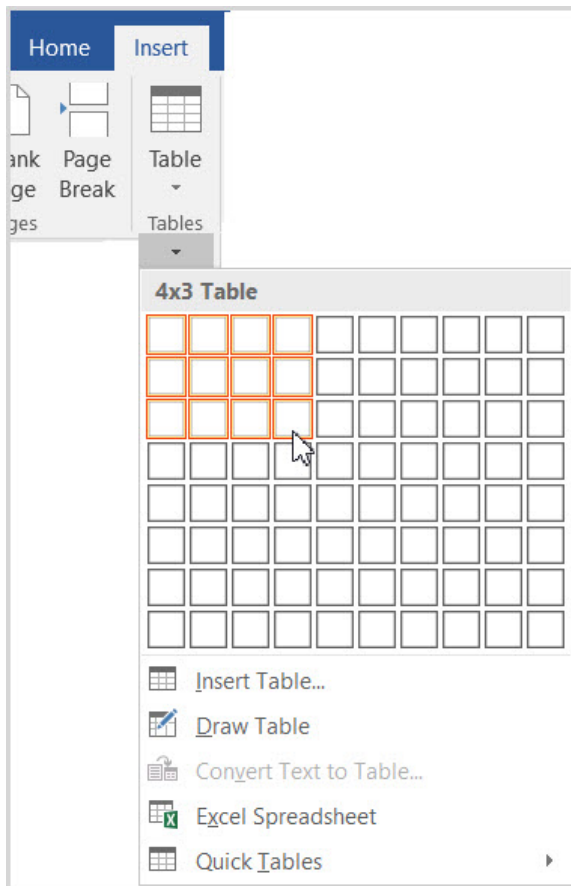 Home Insert
ank Page Table
ge Break
ges Tables
4x3 Table
Insert Table...
Draw Table
Convert Text to Table...
Excel Spreadsheet
Quick Tables